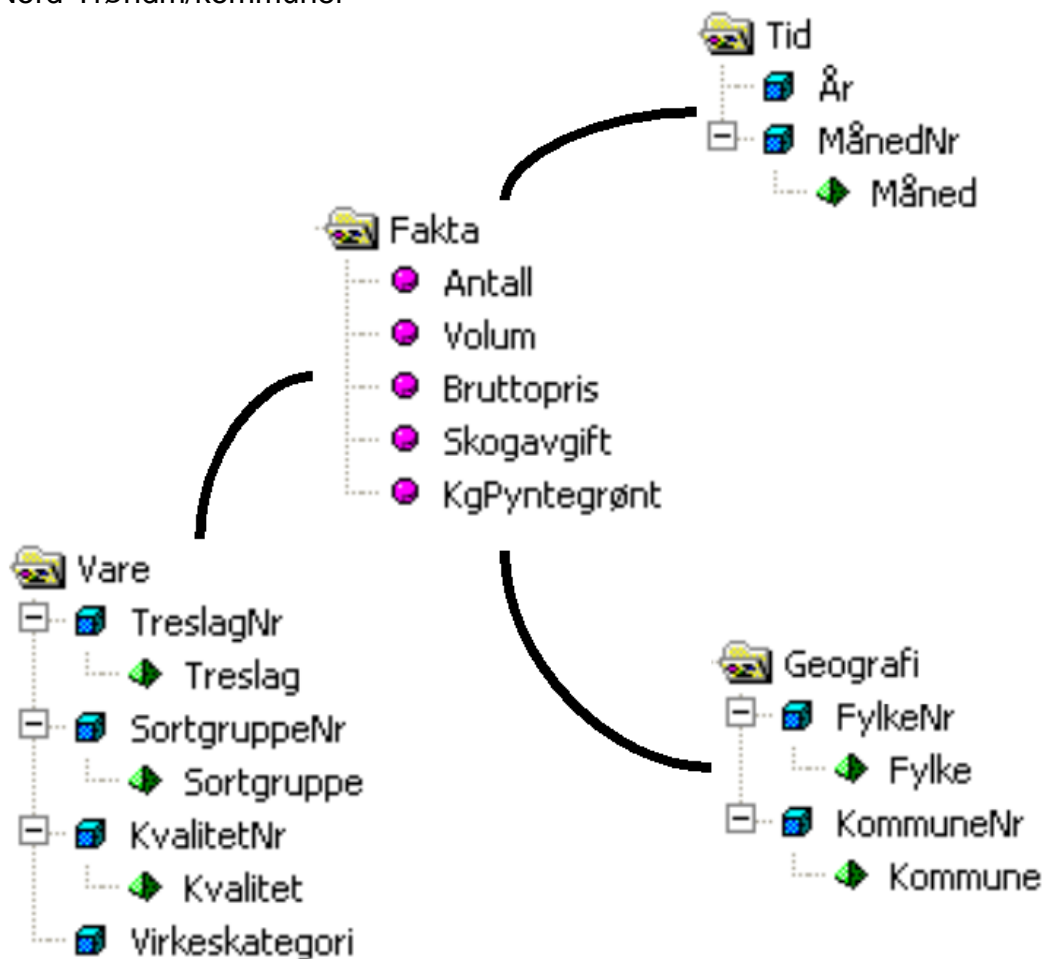 Tid
År
MånedNr
Måned
Fakta
Antall
Volum
Bruttopris
Skogavgift
KgPyntegrønt
Vare
TreslagNr
Treslag
SortgruppeNr
Sortgruppe
KvalitetNr
Kvalitet
Virkeskategori
Geografi
FylkeNr
Fylke
KommuneNr
Kommune